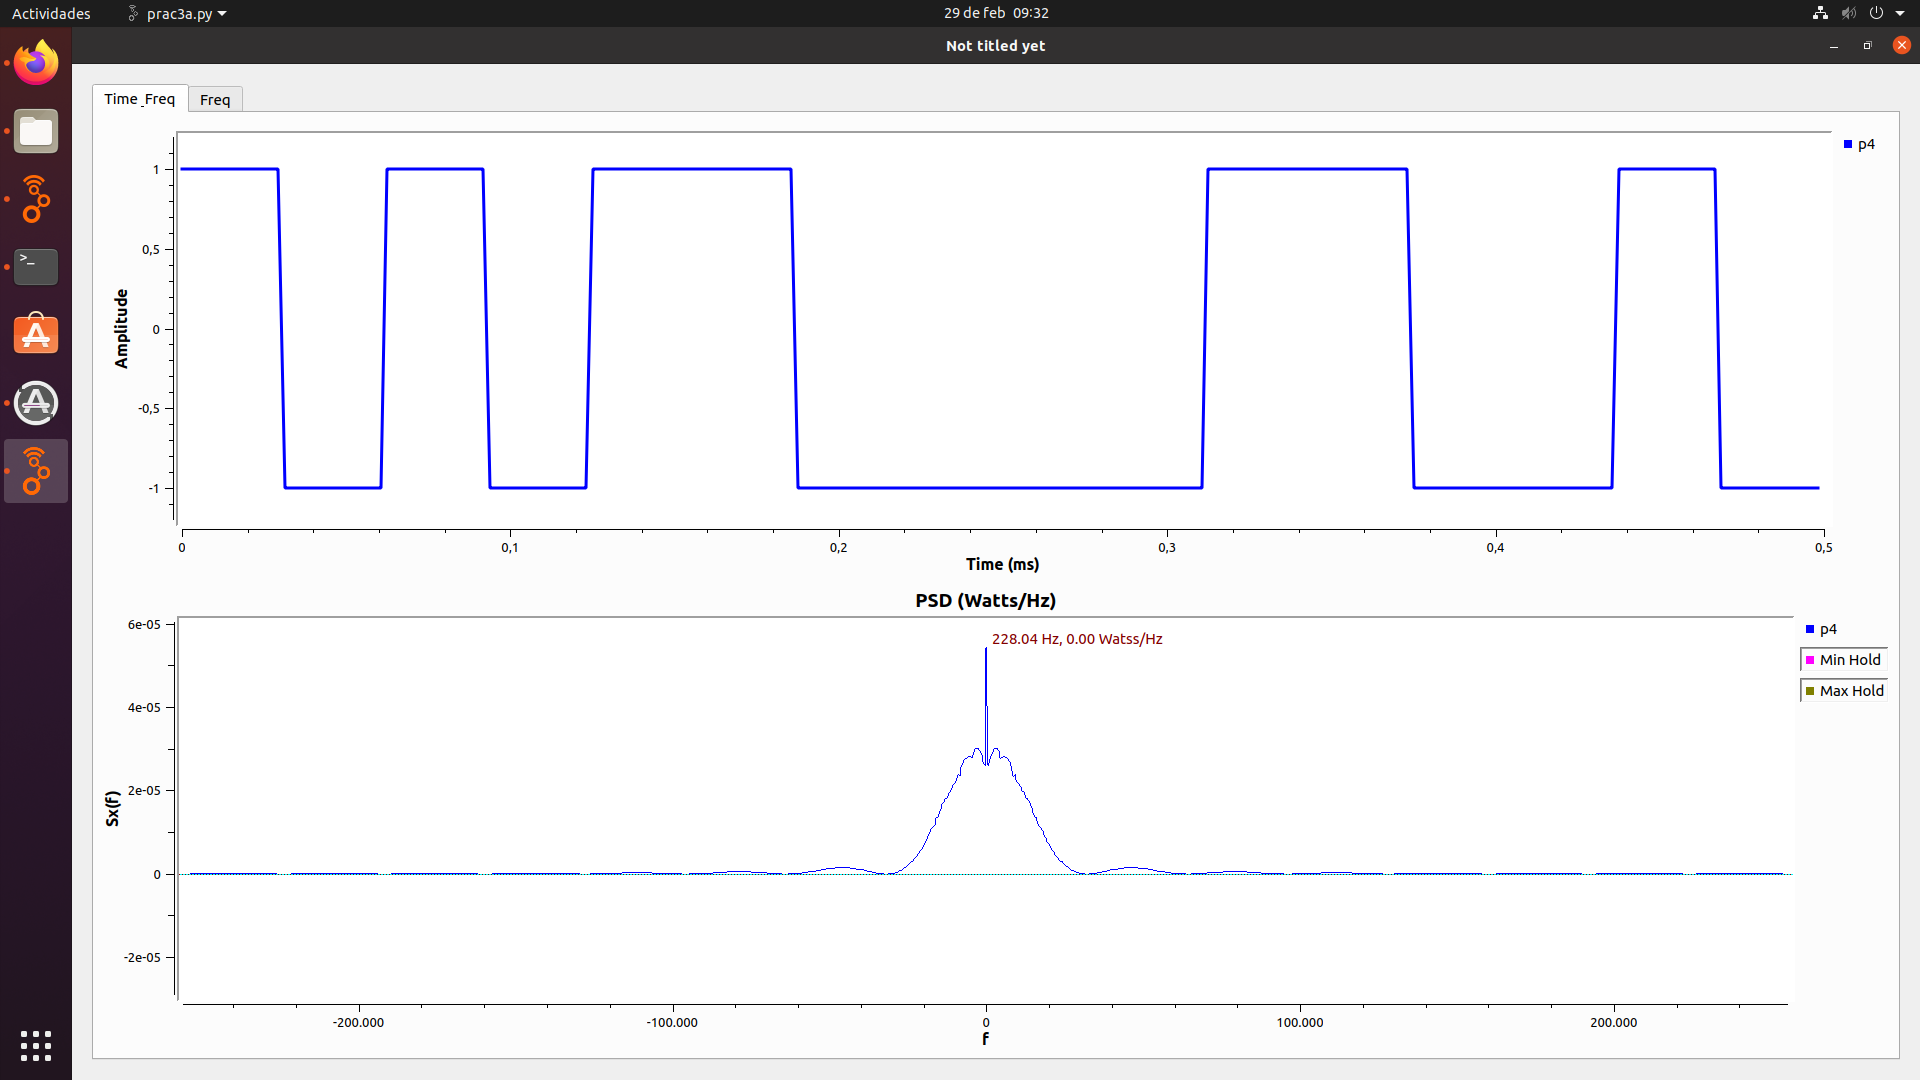 Actividades
prac3a.py
29 de feb 09:32
Not titled yet
Time_Freq
Freq
p4
1
0,5
0
-0,5
-1
Amplitude
0
0,1
0,2
0,3
0,4
0,5
Time (ms)
PSD (Watts/Hz)
228.04 Hz, 0.00 Watss/Hz
p4
Min Hold
Max Hold
6e-05
4e-05
2e-05
0
-2e-05
Sx(f)
-200.000
-100.000
0
100.000
200.000
f